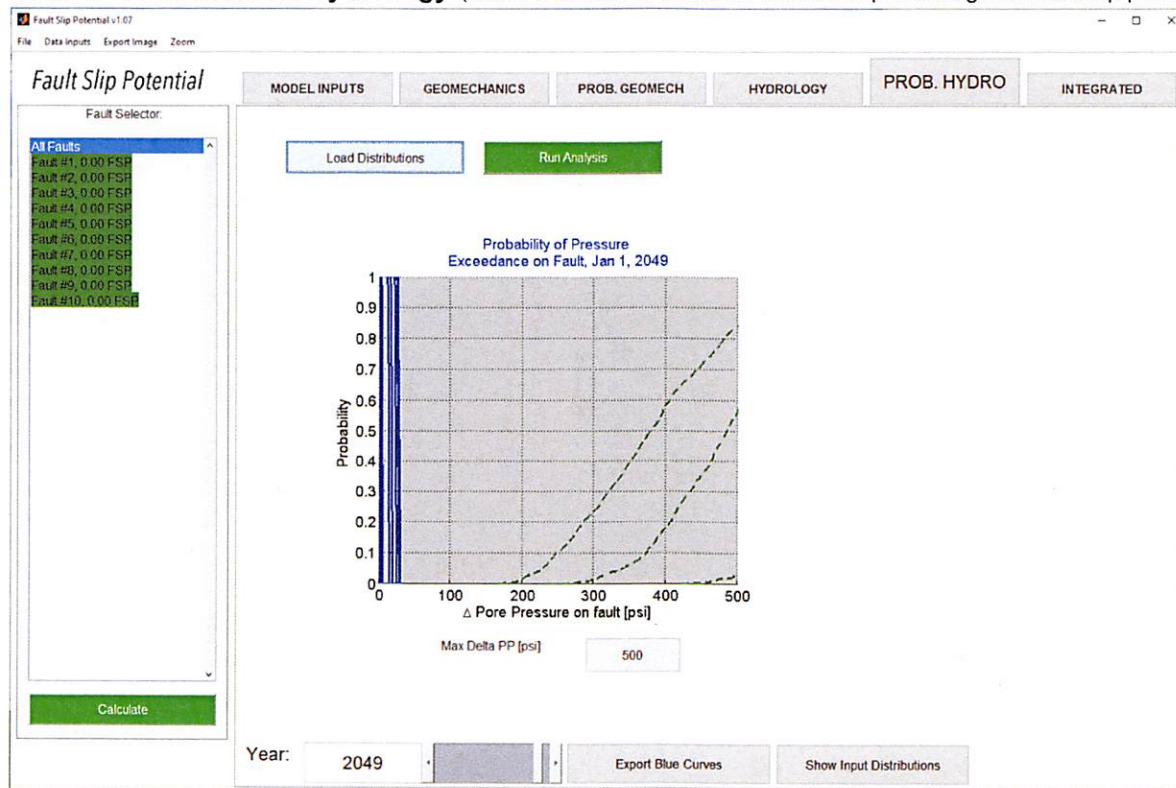 Fault Slip Potential v1.07
File Data Inputs Export Image Zoom
Fault Slip Potential
MODEL INPUTS
GEOMECHANICS
PROB. GEOMECH
HYDROLOGY
PROB. HYDRO
INTEGRATED
Fault Selector:
All Faults
Fault #1, 0.00 FSP
Fault #2, 0.00 FSP
Fault #3, 0.00 FSP
Fault #4, 0.00 FSP
Fault #5, 0.00 FSP
Fault #6, 0.00 FSP
Fault #7, 0.00 FSP
Fault #8, 0.00 FSP
Fault #9, 0.00 FSP
Fault #10, 0.00 FSP
Calculate
Load Distributions
Run Analysis
Probability of Pressure
Exceedance on Fault, Jan 1, 2049
Probability
1
0.9
0.8
0.7
0.6
0.5
0.4
0.3
0.2
0.1
0
0 100 200 300 400 500
Δ Pore Pressure on fault [psi]
Max Delta PP [psi]
500
Year:
2049
Export Blue Curves
Show Input Distributions